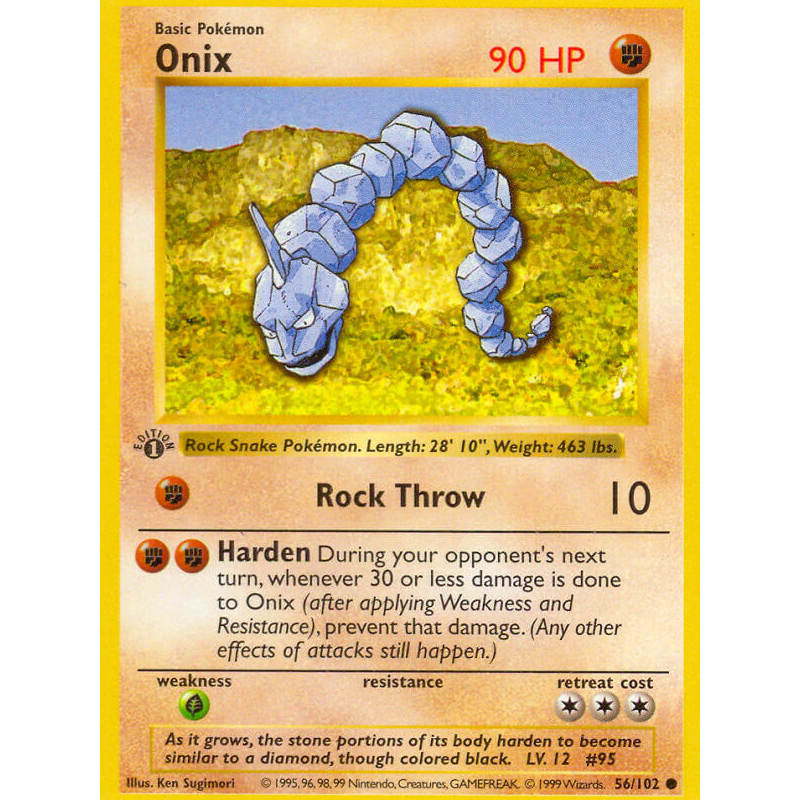 Basic Pokémon
Onix 90 HP
EDITION 1
Rock Snake Pokémon. Length: 28' 10", Weight: 463 lbs.
Rock Throw 10
Harden During your opponent's next
turn, whenever 30 or less damage is done
to Onix (after applying Weakness and
Resistance), prevent that damage. (Any other
effects of attacks still happen.)
weakness resistance retreat cost
As it grows, the stone portions of its body harden to become
similar to a diamond, though colored black. LV. 12 #95
Illus. Ken Sugimori © 1995, 96, 98, 99 Nintendo, Creatures, GAMEFREAK. © 1999 Wizards. 56/102